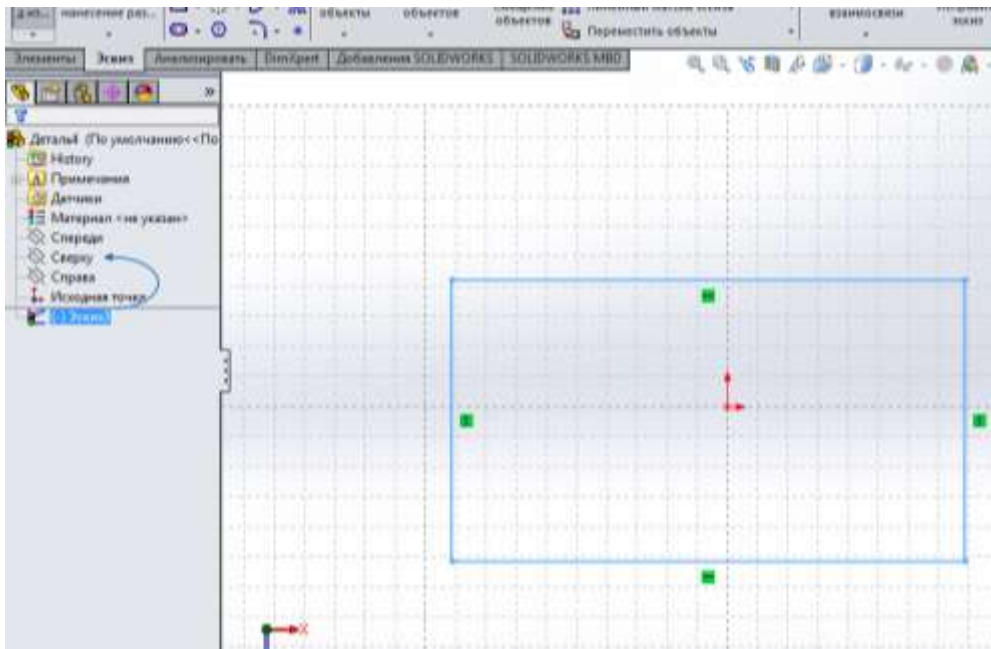 нанесение раз...
объекты
объектов
объектов
Переместить объекты
взаимосвязи
эскиз
Элементы Эскиз Анализировать DimXpert Добавления SOLIDWORKS SOLIDWORKS MBD
Деталь4 (По умолчанию<<По
History
Примечания
Датчики
Материал <не указан>
Спереди
Сверху
Справа
Исходная точка
(-) Эскиз3
X